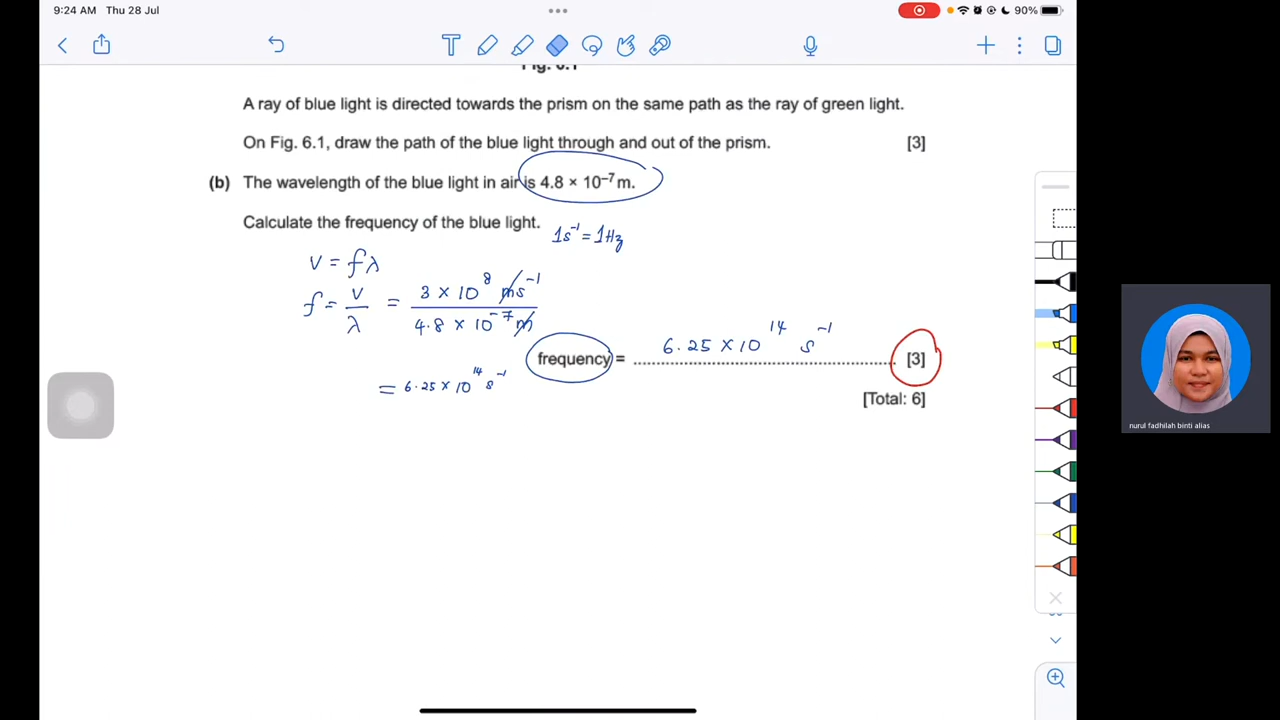 9:24 AM Thu 28 Jul
90%
Fig. 6.1
A ray of blue light is directed towards the prism on the same path as the ray of green light.
On Fig. 6.1, draw the path of the blue light through and out of the prism. [3]
(b) The wavelength of the blue light in air is 4.8 × 10⁻⁷ m.
Calculate the frequency of the blue light.
1s⁻¹ = 1Hz
v = fλ
f = v/λ = 3 × 10⁸ ms⁻¹ / 4.8 × 10⁻⁷ m
frequency = 6.25 × 10¹⁴ s⁻¹ [3]
= 6.25 × 10¹⁴ s⁻¹
[Total: 6]
nurul fadhilah binti alias